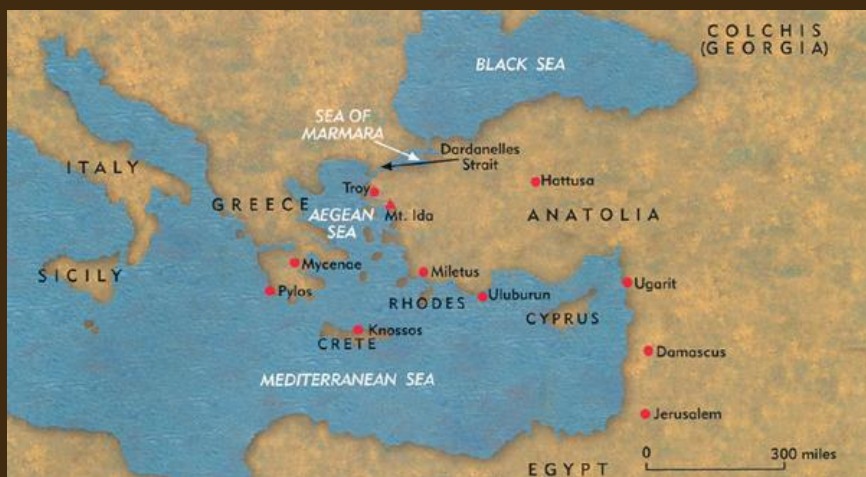 COLCHIS
(GEORGIA)
BLACK SEA
SEA OF
MARMARA
Dardanelles
Strait
ITALY
Hattusa
Troy
GREECE
AEGEAN
SEA
Mt. Ida
ANATOLIA
Mycenae
SICILY
Miletus
Ugarit
Pylos
RHODES
Uluburun
CYPRUS
Knossos
CRETE
Damascus
MEDITERRANEAN SEA
Jerusalem
0 300 miles
EGYPT